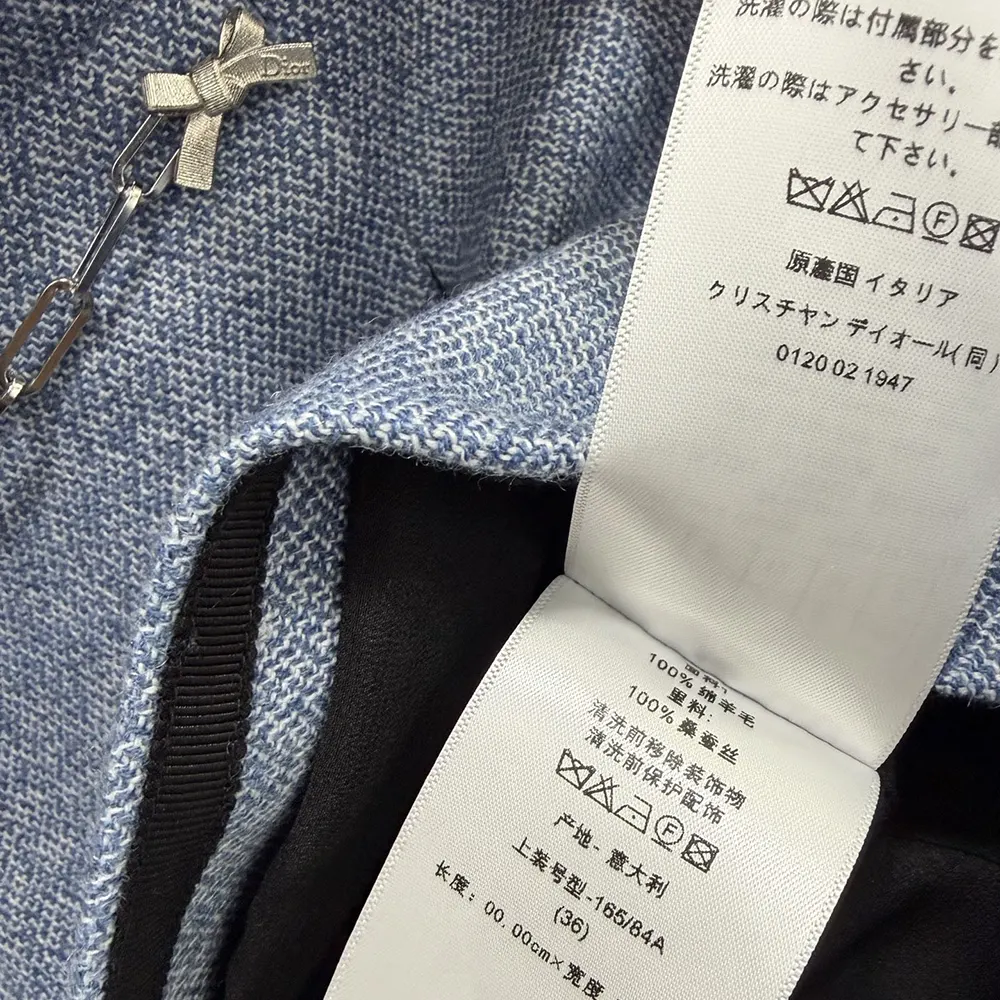 Dior
洗濯の際は付属部分を
さい。
洗濯の際はアクセサリー部
て下さい。
F
原産国 イタリア
クリスチャン ディオール(同)
0120 02 1947
面料:
100% 绵羊毛
里料:
100% 桑蚕丝
清洗前移除装饰物
清洗前保护配饰
F
产地- 意大利
上装号型-165/84A
(36)
长度: 00.00cm× 宽度